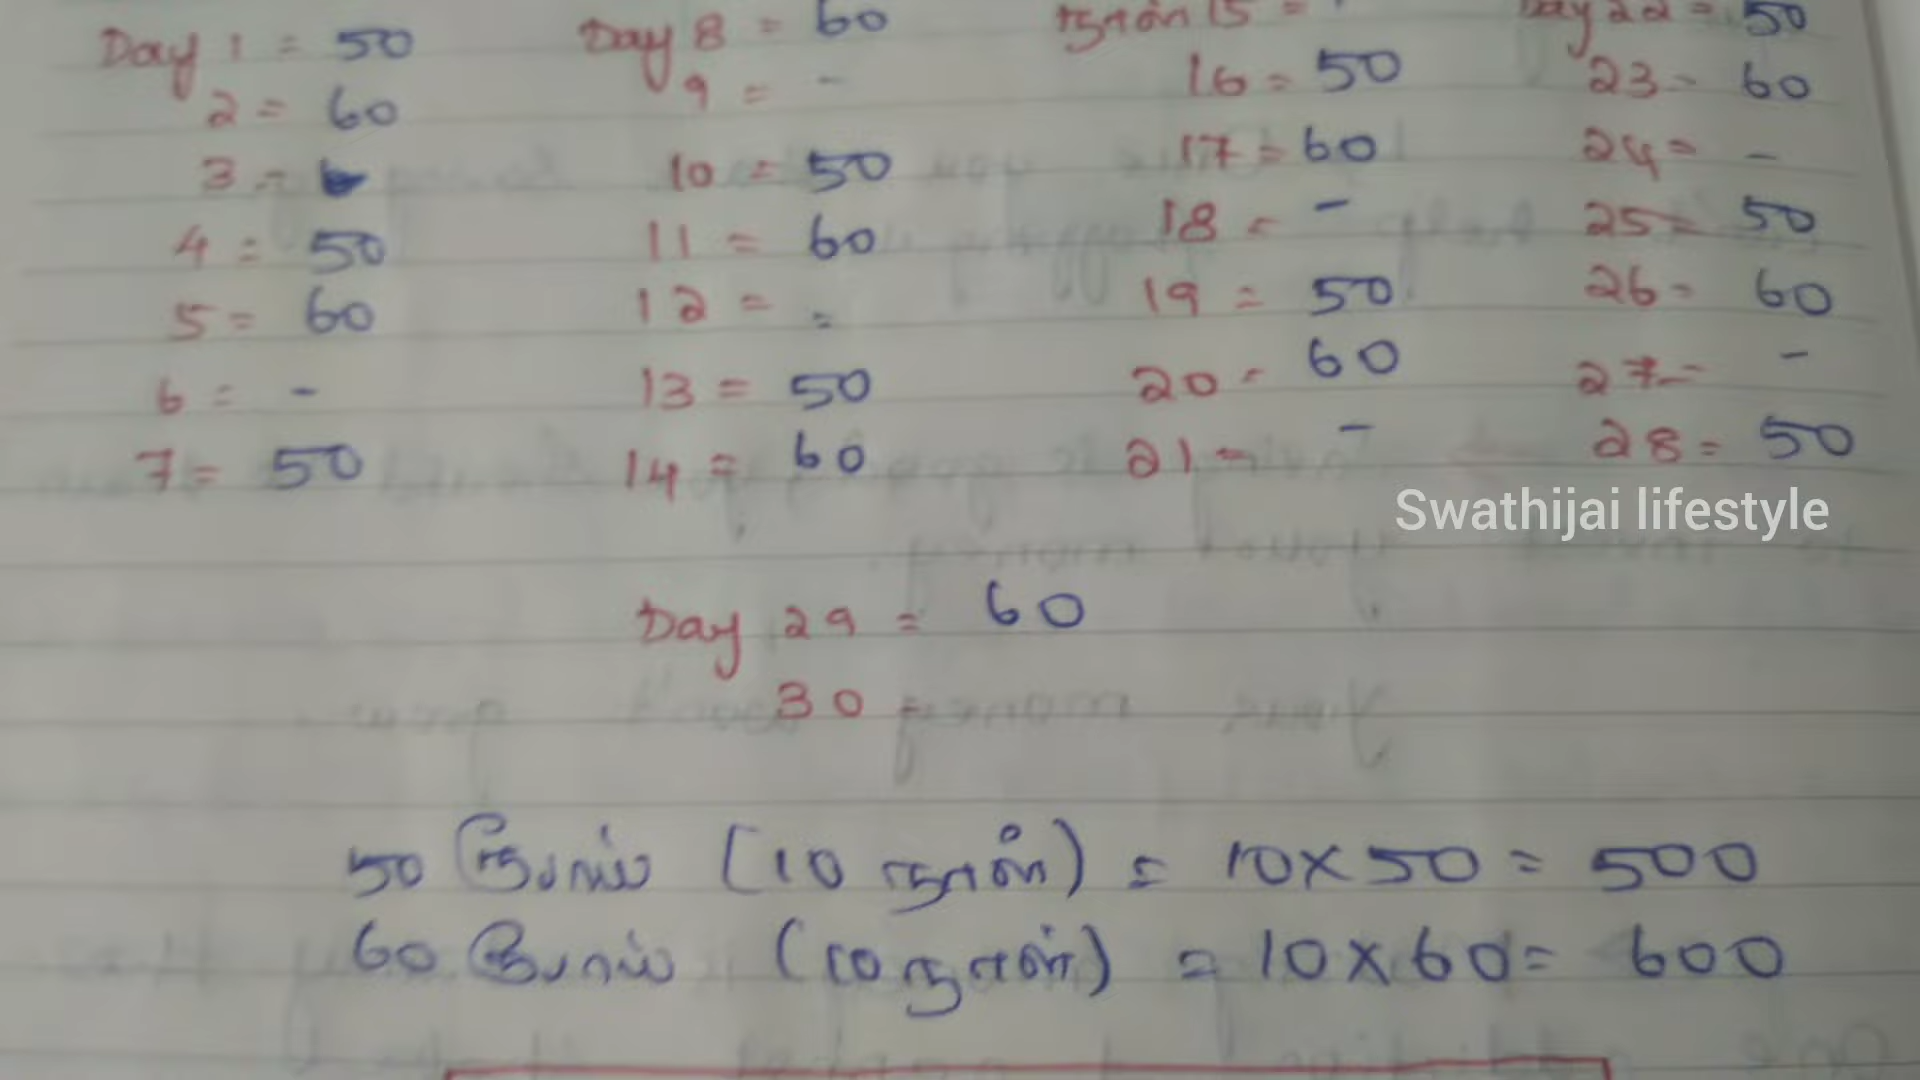 Day 1 = 50
2 = 60
3 -
4 = 50
5 = 60
6 = -
7 = 50
Day 8 = 60
9 = -
10 = 50
11 = 60
12 = -
13 = 50
14 = 60
நாள் 15 =
16 = 50
17 = 60
18 = -
19 = 50
20 - 60
21 - -
Day 22 = 50
23 - 60
24 = -
25 = 50
26 - 60
27 - -
28 = 50
Swathijai lifestyle
Day 29 = 60
30 -
50 ரூபாய் (10 நாள்) = 10 x 50 = 500
60 ரூபாய் (10 நாள்) = 10 x 60 = 600